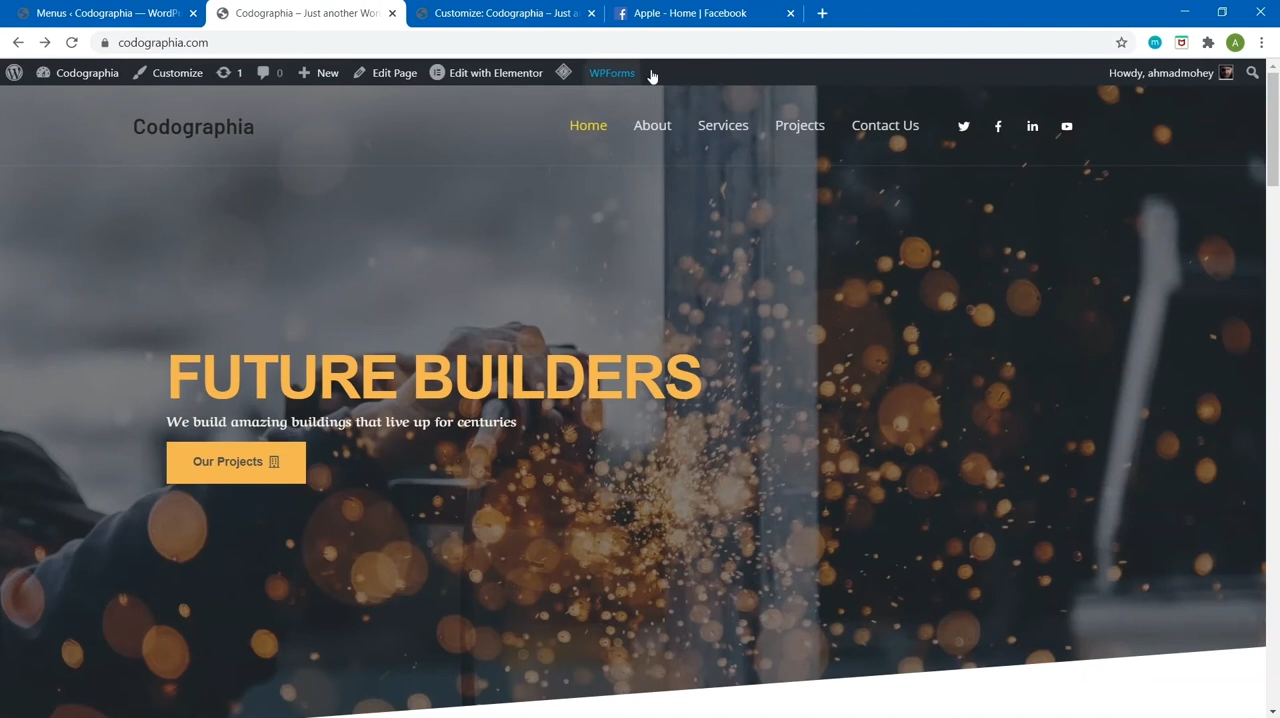 Menus ‹ Codographia — WordP
Codographia – Just another Wor
Customize: Codographia – Just a
Apple - Home | Facebook
codographia.com
A
Codographia
Customize
1
0
New
Edit Page
Edit with Elementor
WPForms
Howdy, ahmadmohey
Codographia
Home
About
Services
Projects
Contact Us
FUTURE BUILDERS
We build amazing buildings that live up for centuries
Our Projects